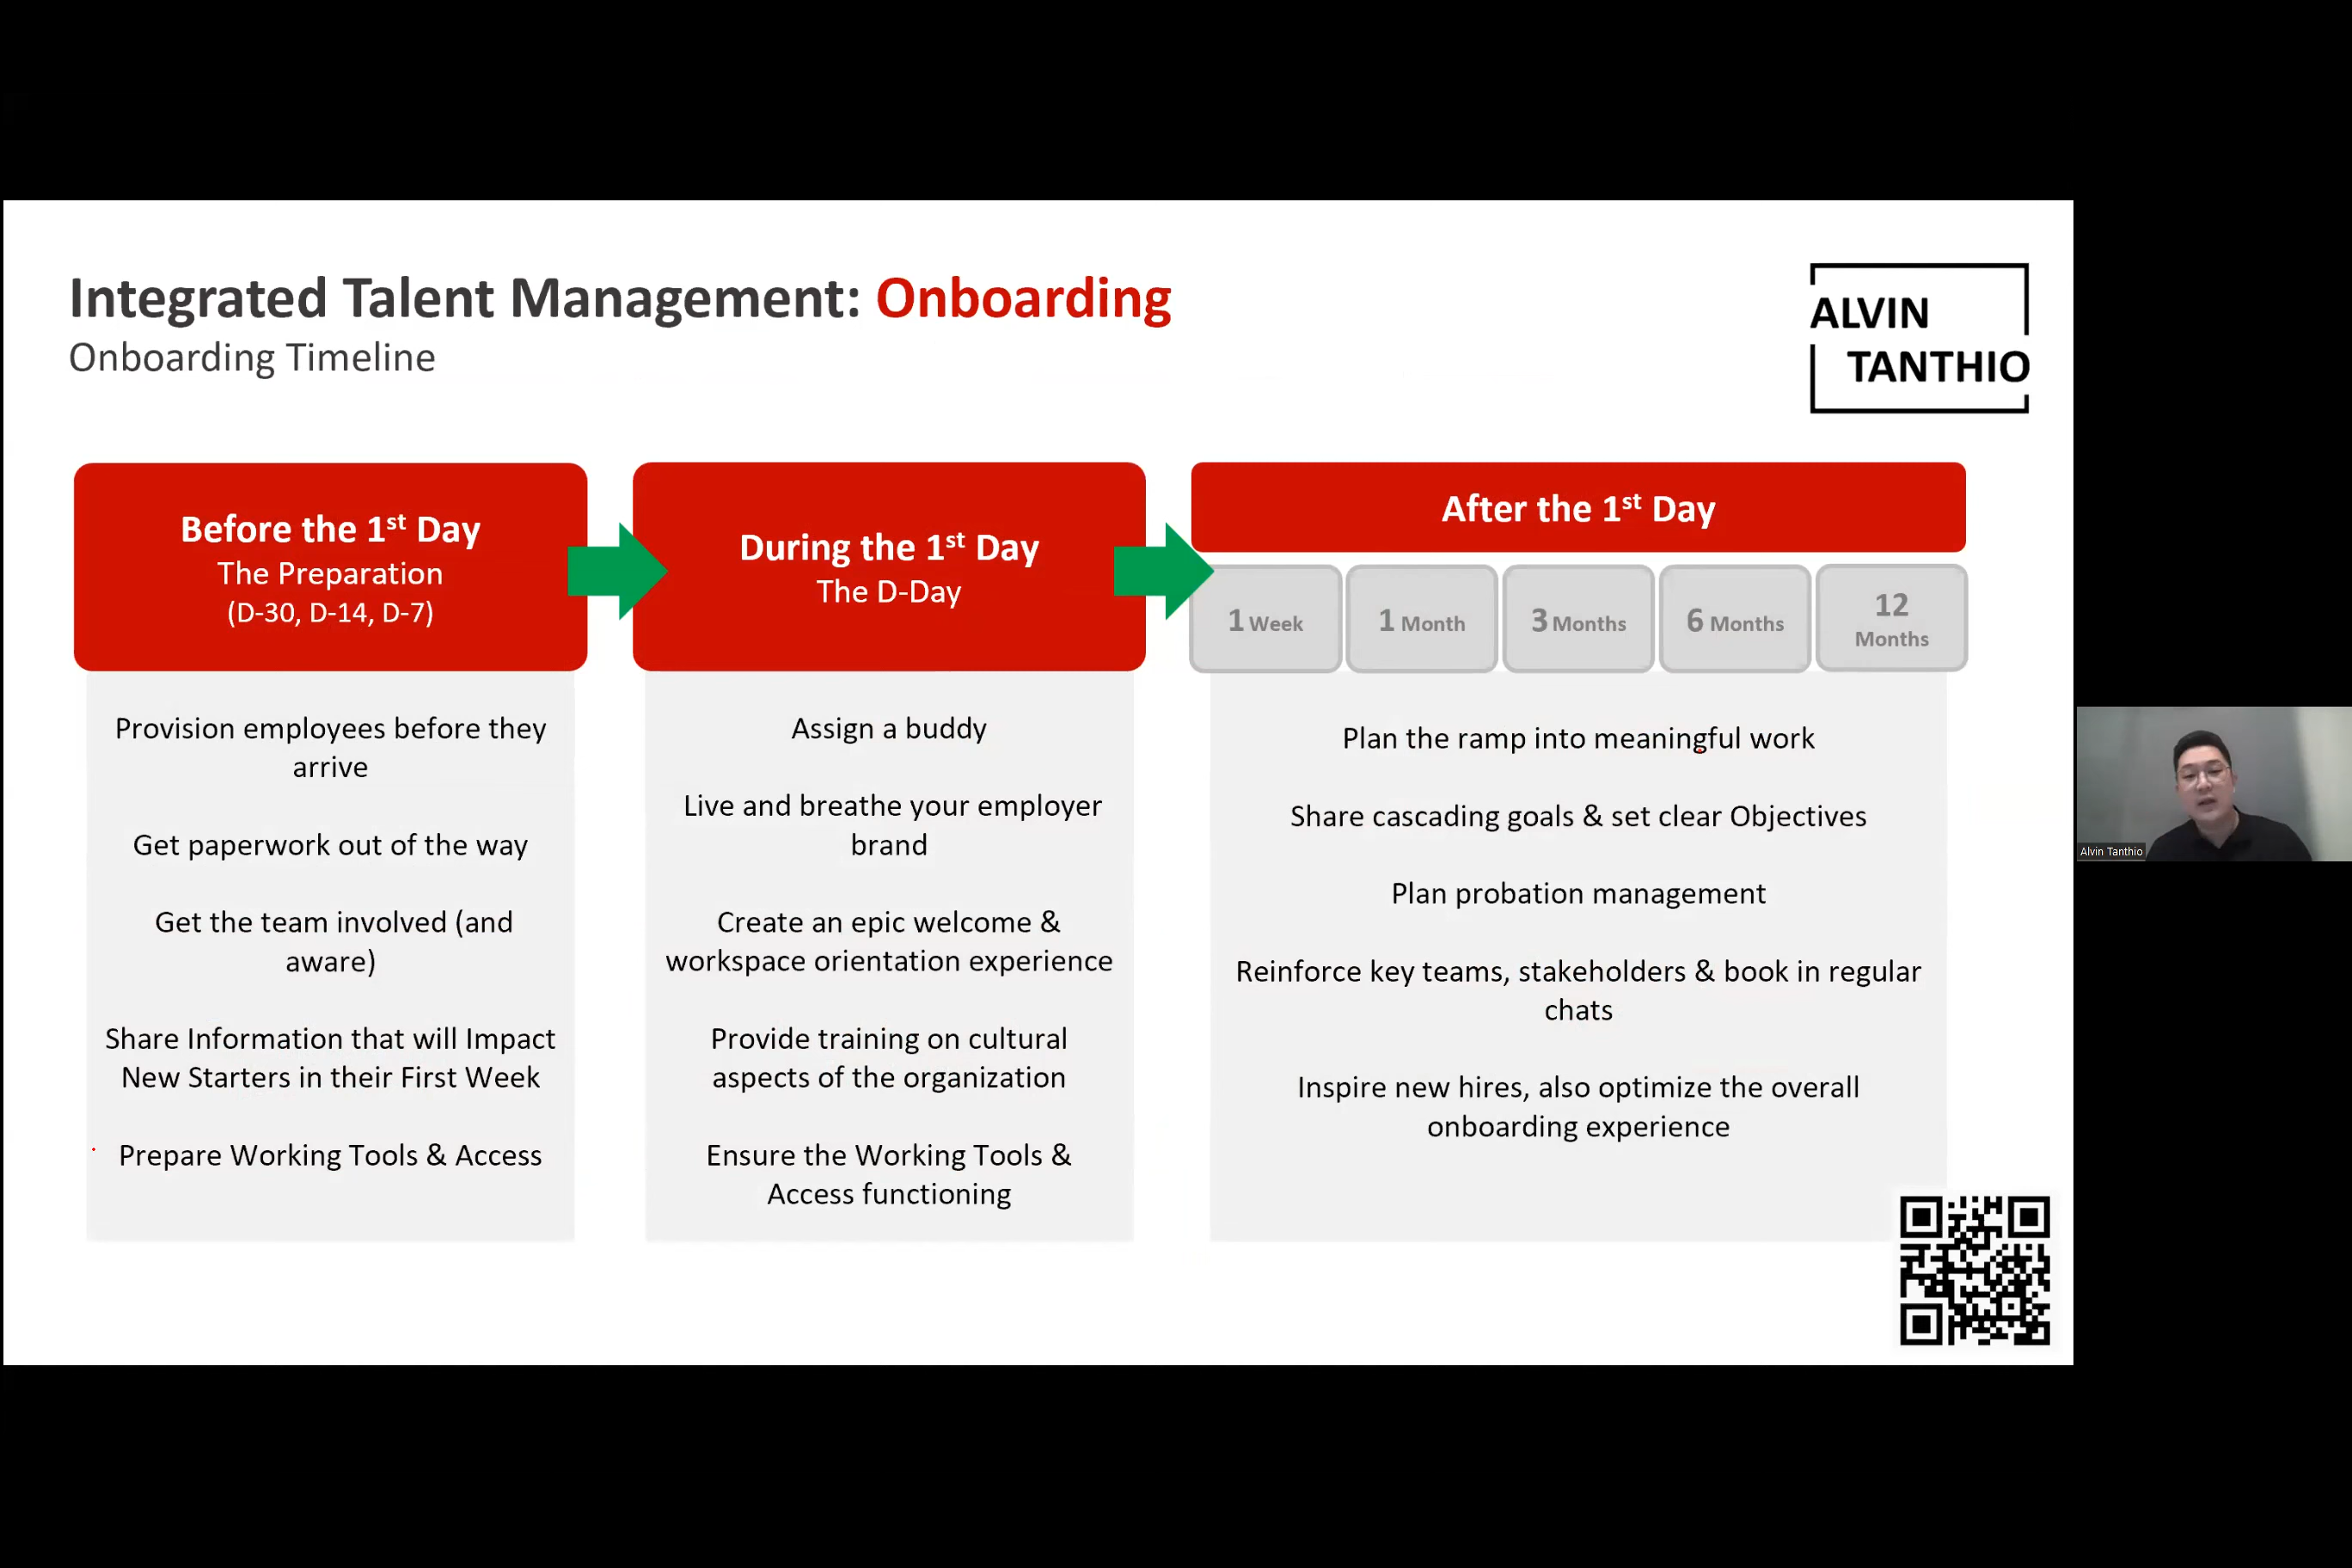 Integrated Talent Management: Onboarding
Onboarding Timeline
ALVIN
TANTHIO
Before the 1st Day
The Preparation
(D-30, D-14, D-7)
Provision employees before they
arrive
Get paperwork out of the way
Get the team involved (and
aware)
Share Information that will Impact
New Starters in their First Week
Prepare Working Tools & Access
During the 1st Day
The D-Day
Assign a buddy
Live and breathe your employer
brand
Create an epic welcome &
workspace orientation experience
Provide training on cultural
aspects of the organization
Ensure the Working Tools &
Access functioning
After the 1st Day
1 Week
1 Month
3 Months
6 Months
12
Months
Plan the ramp into meaningful work
Share cascading goals & set clear Objectives
Plan probation management
Reinforce key teams, stakeholders & book in regular
chats
Inspire new hires, also optimize the overall
onboarding experience
Alvin Tanthio